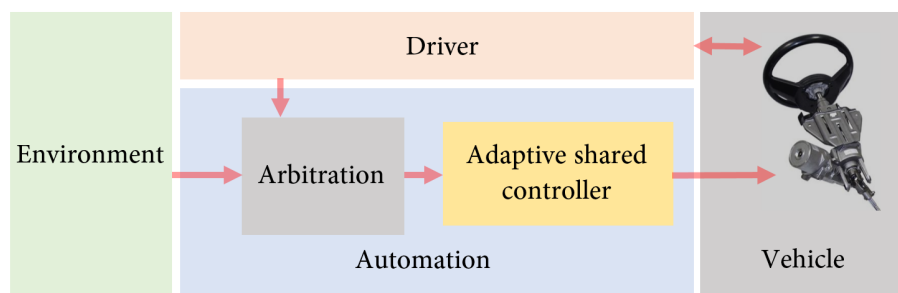 Driver
Environment
Arbitration
Adaptive shared
controller
Automation
Vehicle